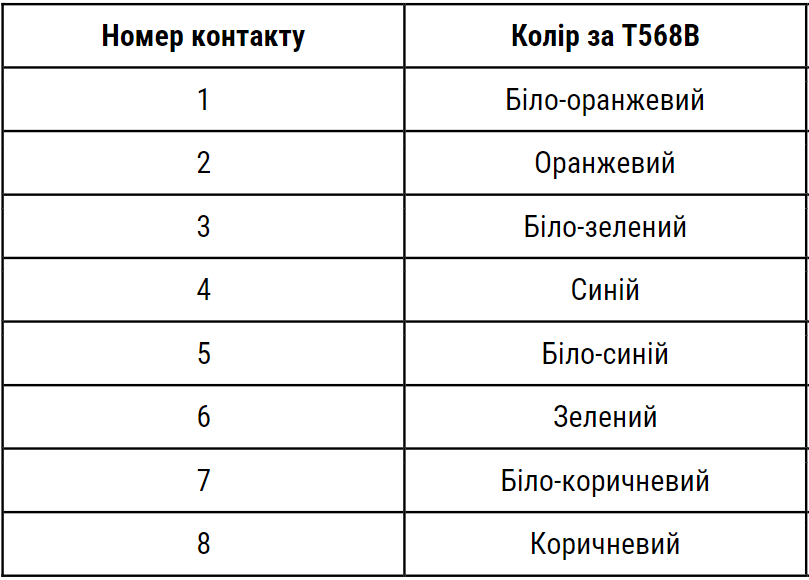 Номер контакту Колір за T568B
1 Біло-оранжевий
2 Оранжевий
3 Біло-зелений
4 Синій
5 Біло-синій
6 Зелений
7 Біло-коричневий
8 Коричневий